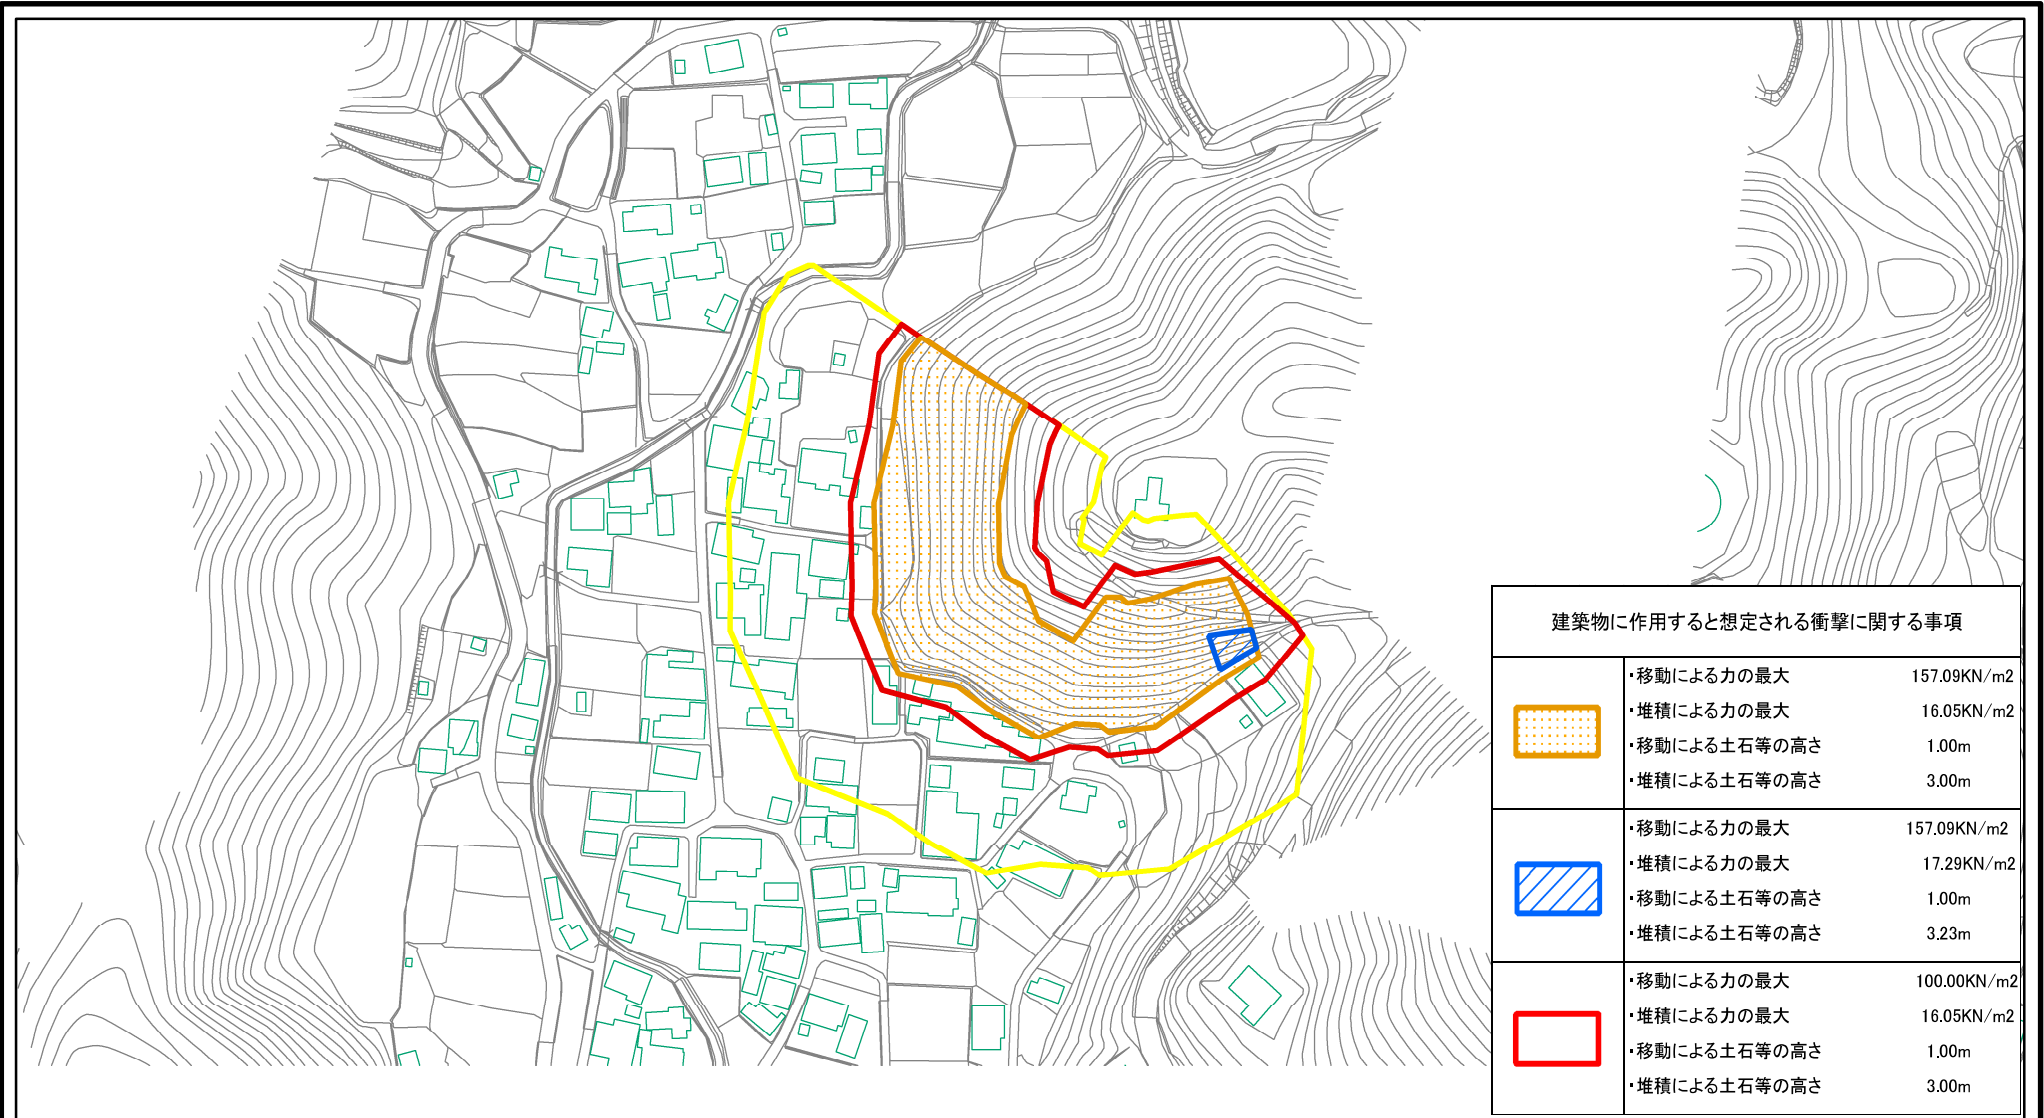 建築物に作用すると想定される衝撃に関する事項
・移動による力の最大 157.09KN/m2
・堆積による力の最大 16.05KN/m2
・移動による土石等の高さ 1.00m
・堆積による土石等の高さ 3.00m
・移動による力の最大 157.09KN/m2
・堆積による力の最大 17.29KN/m2
・移動による土石等の高さ 1.00m
・堆積による土石等の高さ 3.23m
・移動による力の最大 100.00KN/m2
・堆積による力の最大 16.05KN/m2
・移動による土石等の高さ 1.00m
・堆積による土石等の高さ 3.00m